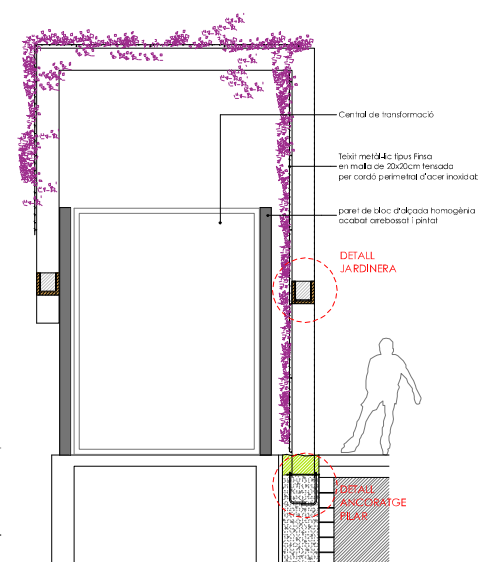 Central de transformació
Teixit metàl·lic típus Finsa
en malla de 20x20cm tensada
per cordó perimetral d'acer inoxidab
paret de bloc d'alçada homogènia
acabat arrebossat i pintat
DETALL
JARDINERA
DETALL
ANCORATGE
PILAR